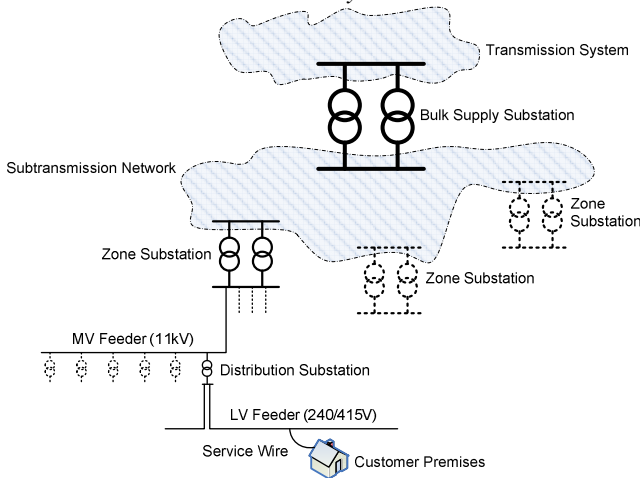 Transmission System
Bulk Supply Substation
Subtransmission Network
Zone
Substation
Zone Substation
Zone Substation
MV Feeder (11kV)
Distribution Substation
LV Feeder (240/415V)
Service Wire
Customer Premises